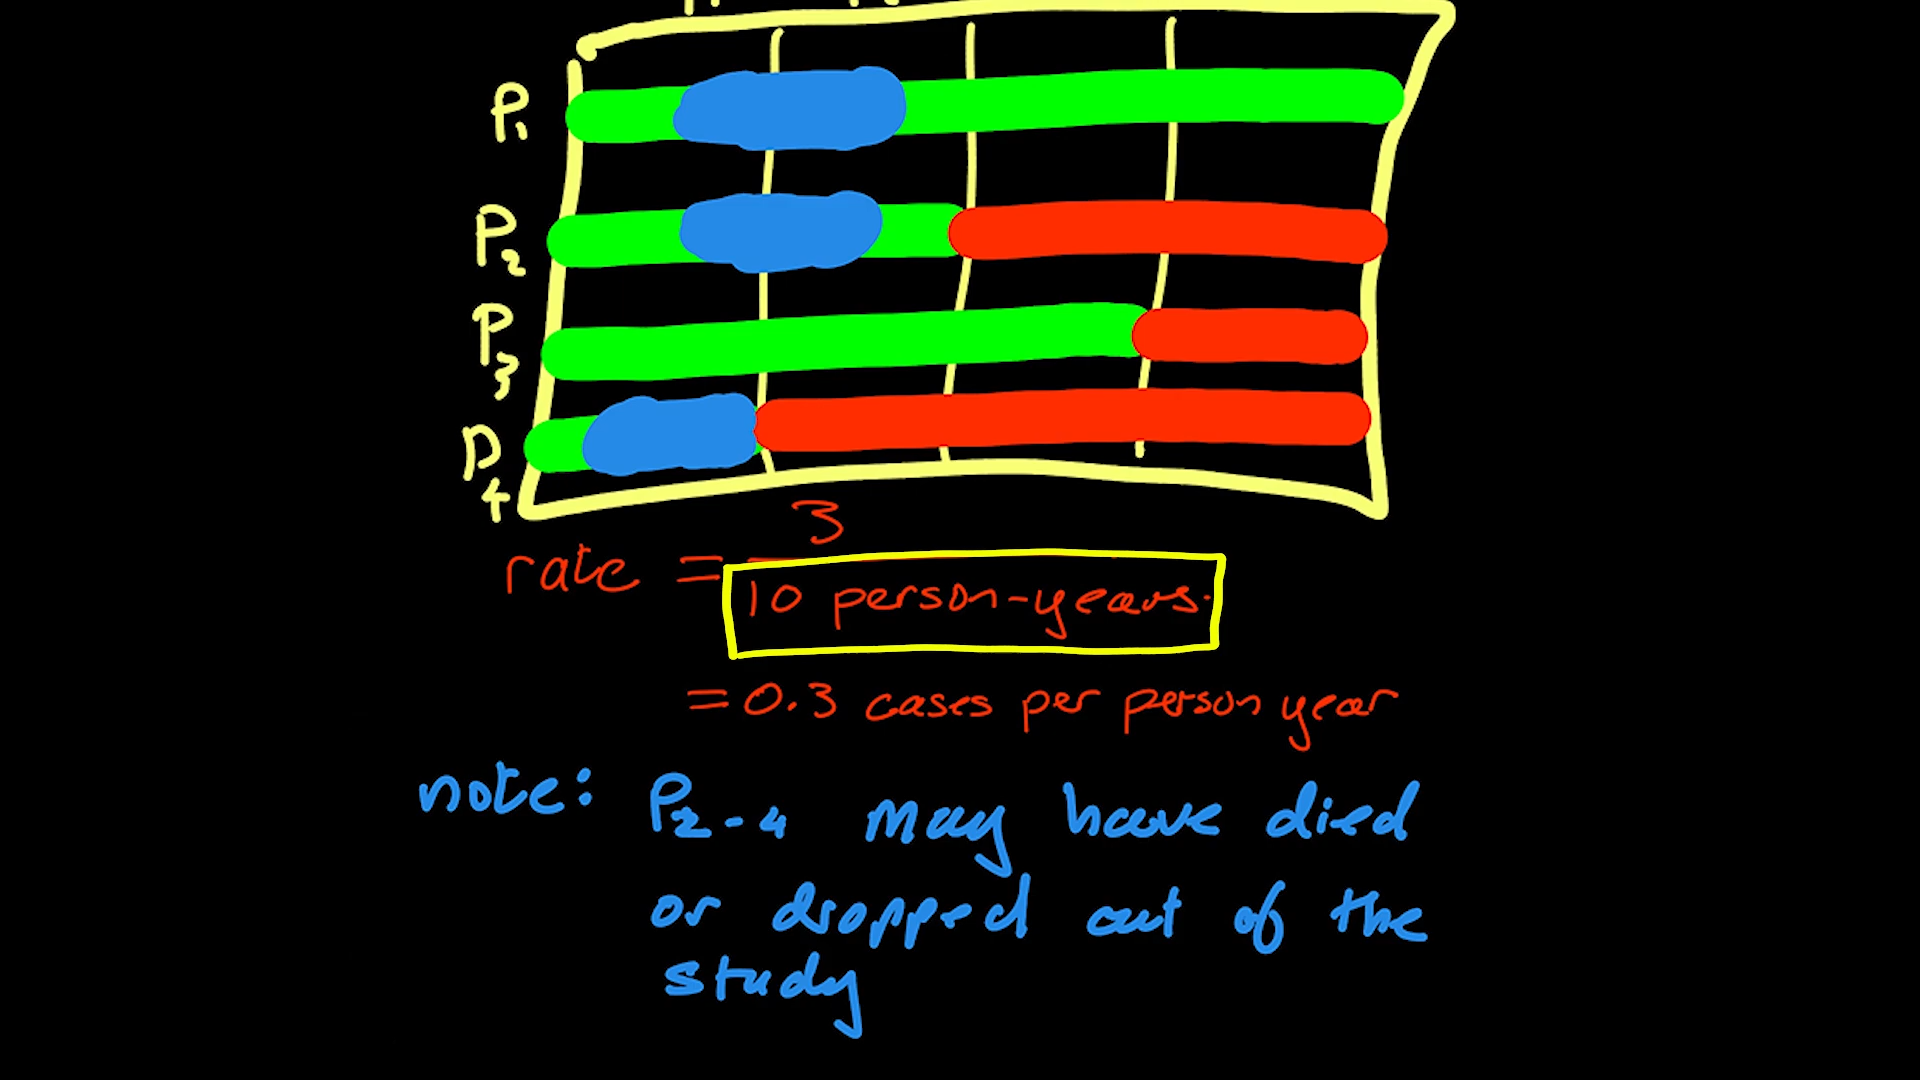 P1
P2
P3
P4
rate = 3
10 person-years.
= 0.3 cases per person year
note: P2-4 may have died
or dropped out of the
study